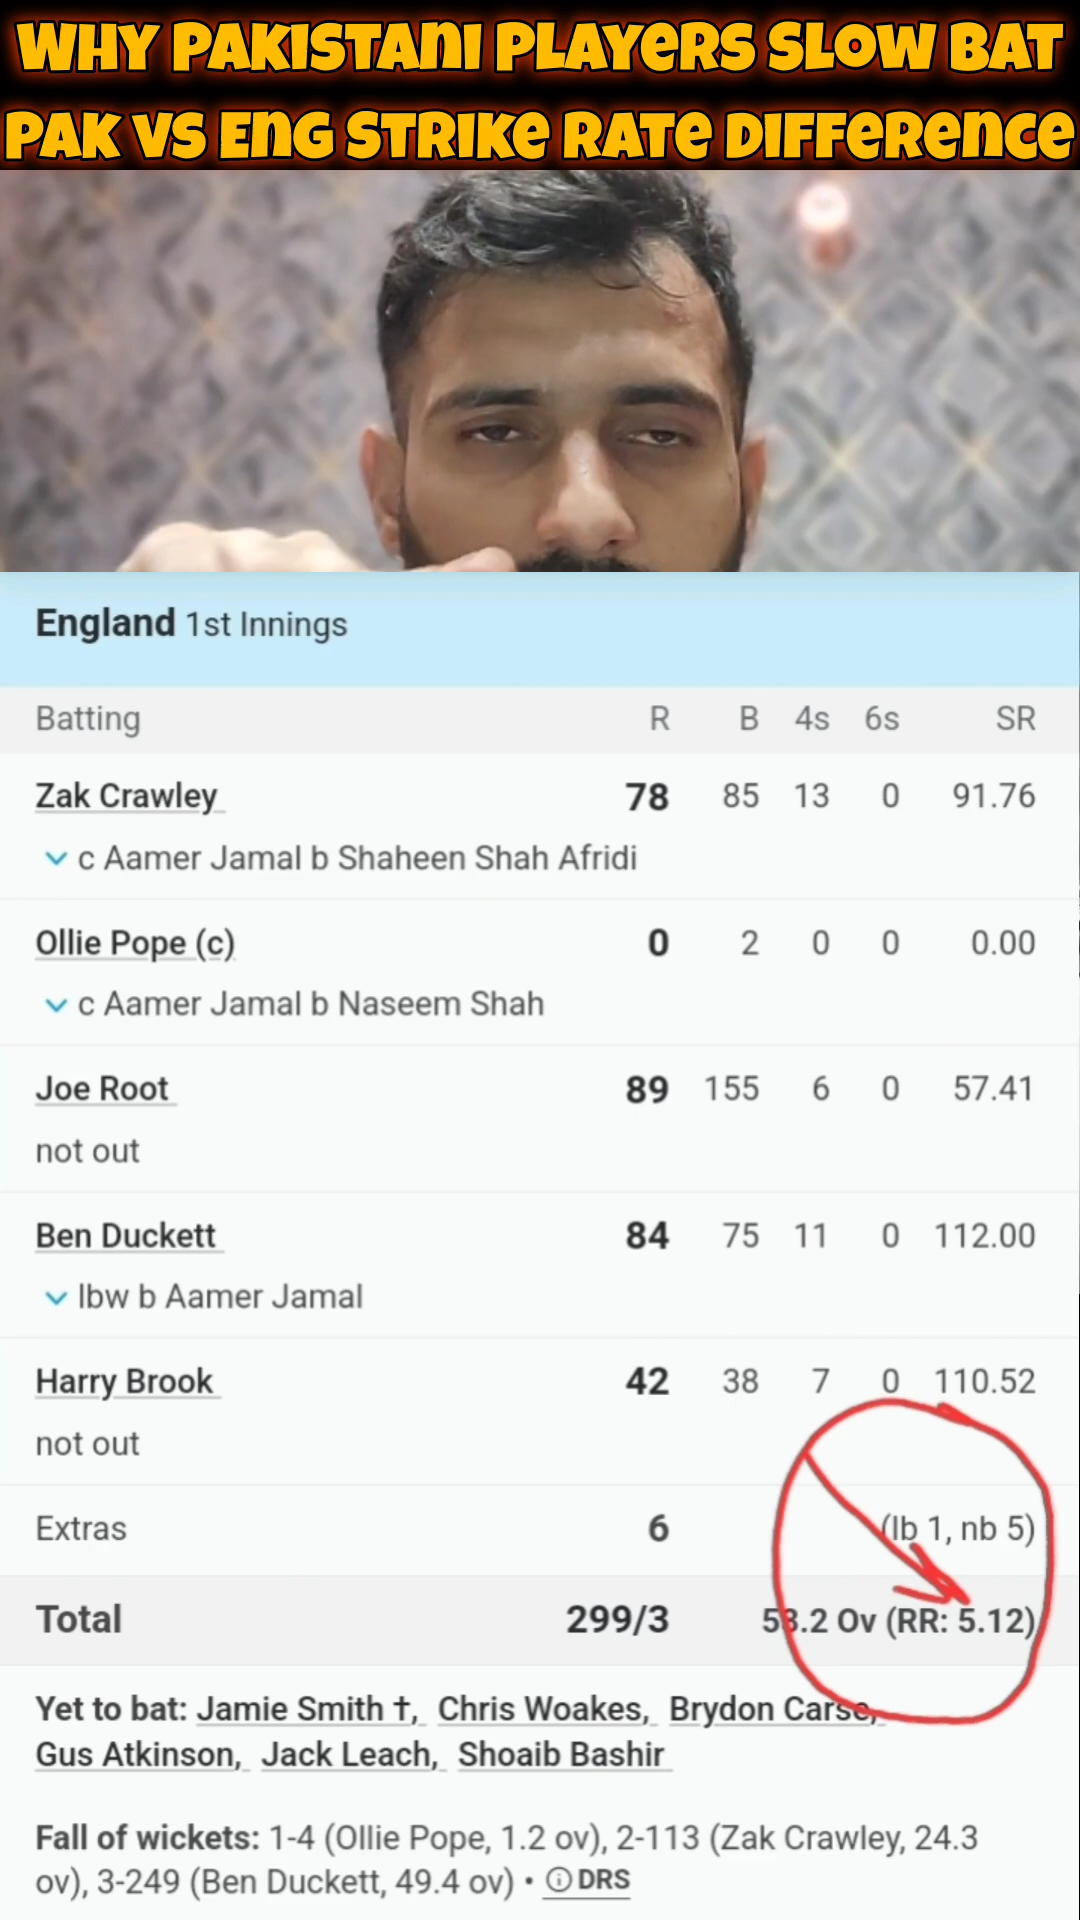 WHY PAKISTANI PLAYERS SLOW BAT
PAK VS ENG STRIKE RATE DIFFERENCE
England 1st Innings
Batting R B 4s 6s SR
Zak Crawley 78 85 13 0 91.76
c Aamer Jamal b Shaheen Shah Afridi
Ollie Pope (c) 0 2 0 0 0.00
c Aamer Jamal b Naseem Shah
Joe Root 89 155 6 0 57.41
not out
Ben Duckett 84 75 11 0 112.00
lbw b Aamer Jamal
Harry Brook 42 38 7 0 110.52
not out
Extras 6 (lb 1, nb 5)
Total 299/3 58.2 Ov (RR: 5.12)
Yet to bat: Jamie Smith †, Chris Woakes, Brydon Carse,
Gus Atkinson, Jack Leach, Shoaib Bashir
Fall of wickets: 1-4 (Ollie Pope, 1.2 ov), 2-113 (Zak Crawley, 24.3
ov), 3-249 (Ben Duckett, 49.4 ov) • DRS